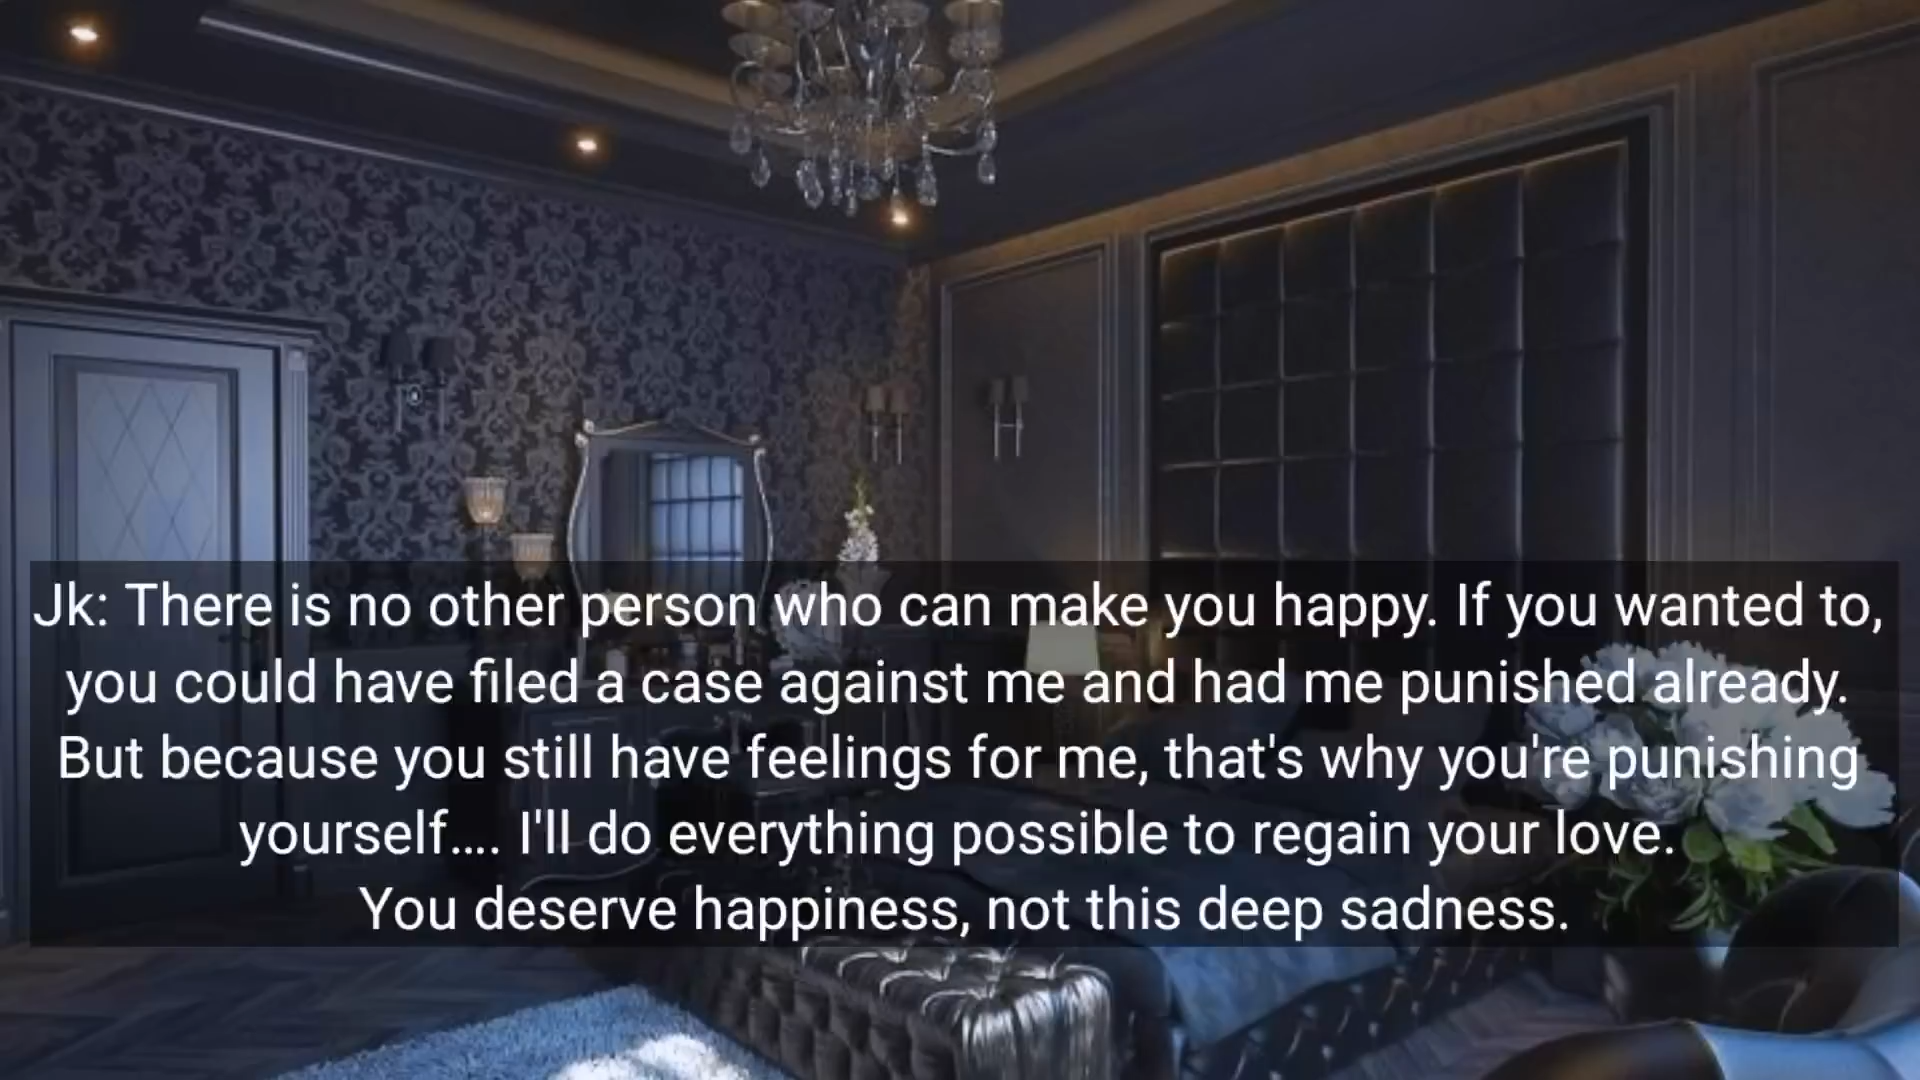 Jk: There is no other person who can make you happy. If you wanted to,
you could have filed a case against me and had me punished already.
But because you still have feelings for me, that's why you're punishing
yourself.... I'll do everything possible to regain your love.
You deserve happiness, not this deep sadness.